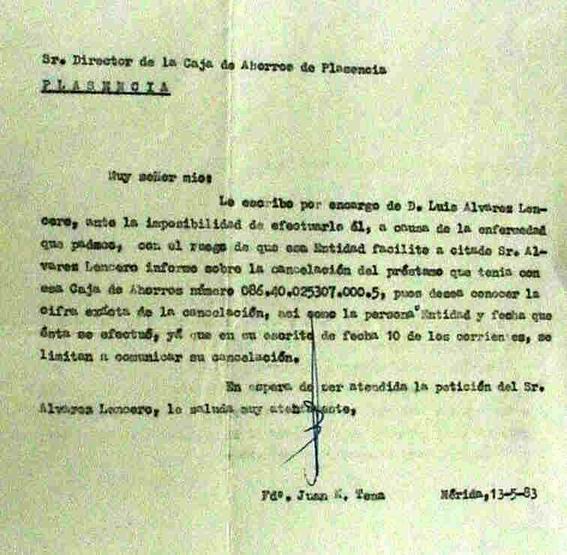 Sr. Director de la Caja de Ahorros de Plasencia
P L A S E N C I A
Muy señor mio:
Le escribo por encargo de D. Luis Alvarez Len-
cero, ante la imposibilidad de efectuarlo él, a causa de la enfermedad
que padece, con el ruego de que esa Entidad facilite a citado Sr. Al-
varez Lencero informe sobre la cancelación del préstamo que tenia con
esa Caja de Ahorros número 086.40.025307.000.5, pues desea conocer la
cifra exacta de la cancelación, asi como la persona Entidad y fecha que
ésta se efectuó, yá que en su escrito de fecha 10 de los corrientes, se
limitan a comunicar su cancelación.
En espera de ser atendida la petición del Sr.
Alvarez Lencero, le saluda muy atentamente,
Fdº. Juan M. Tena Mérida,13-5-83